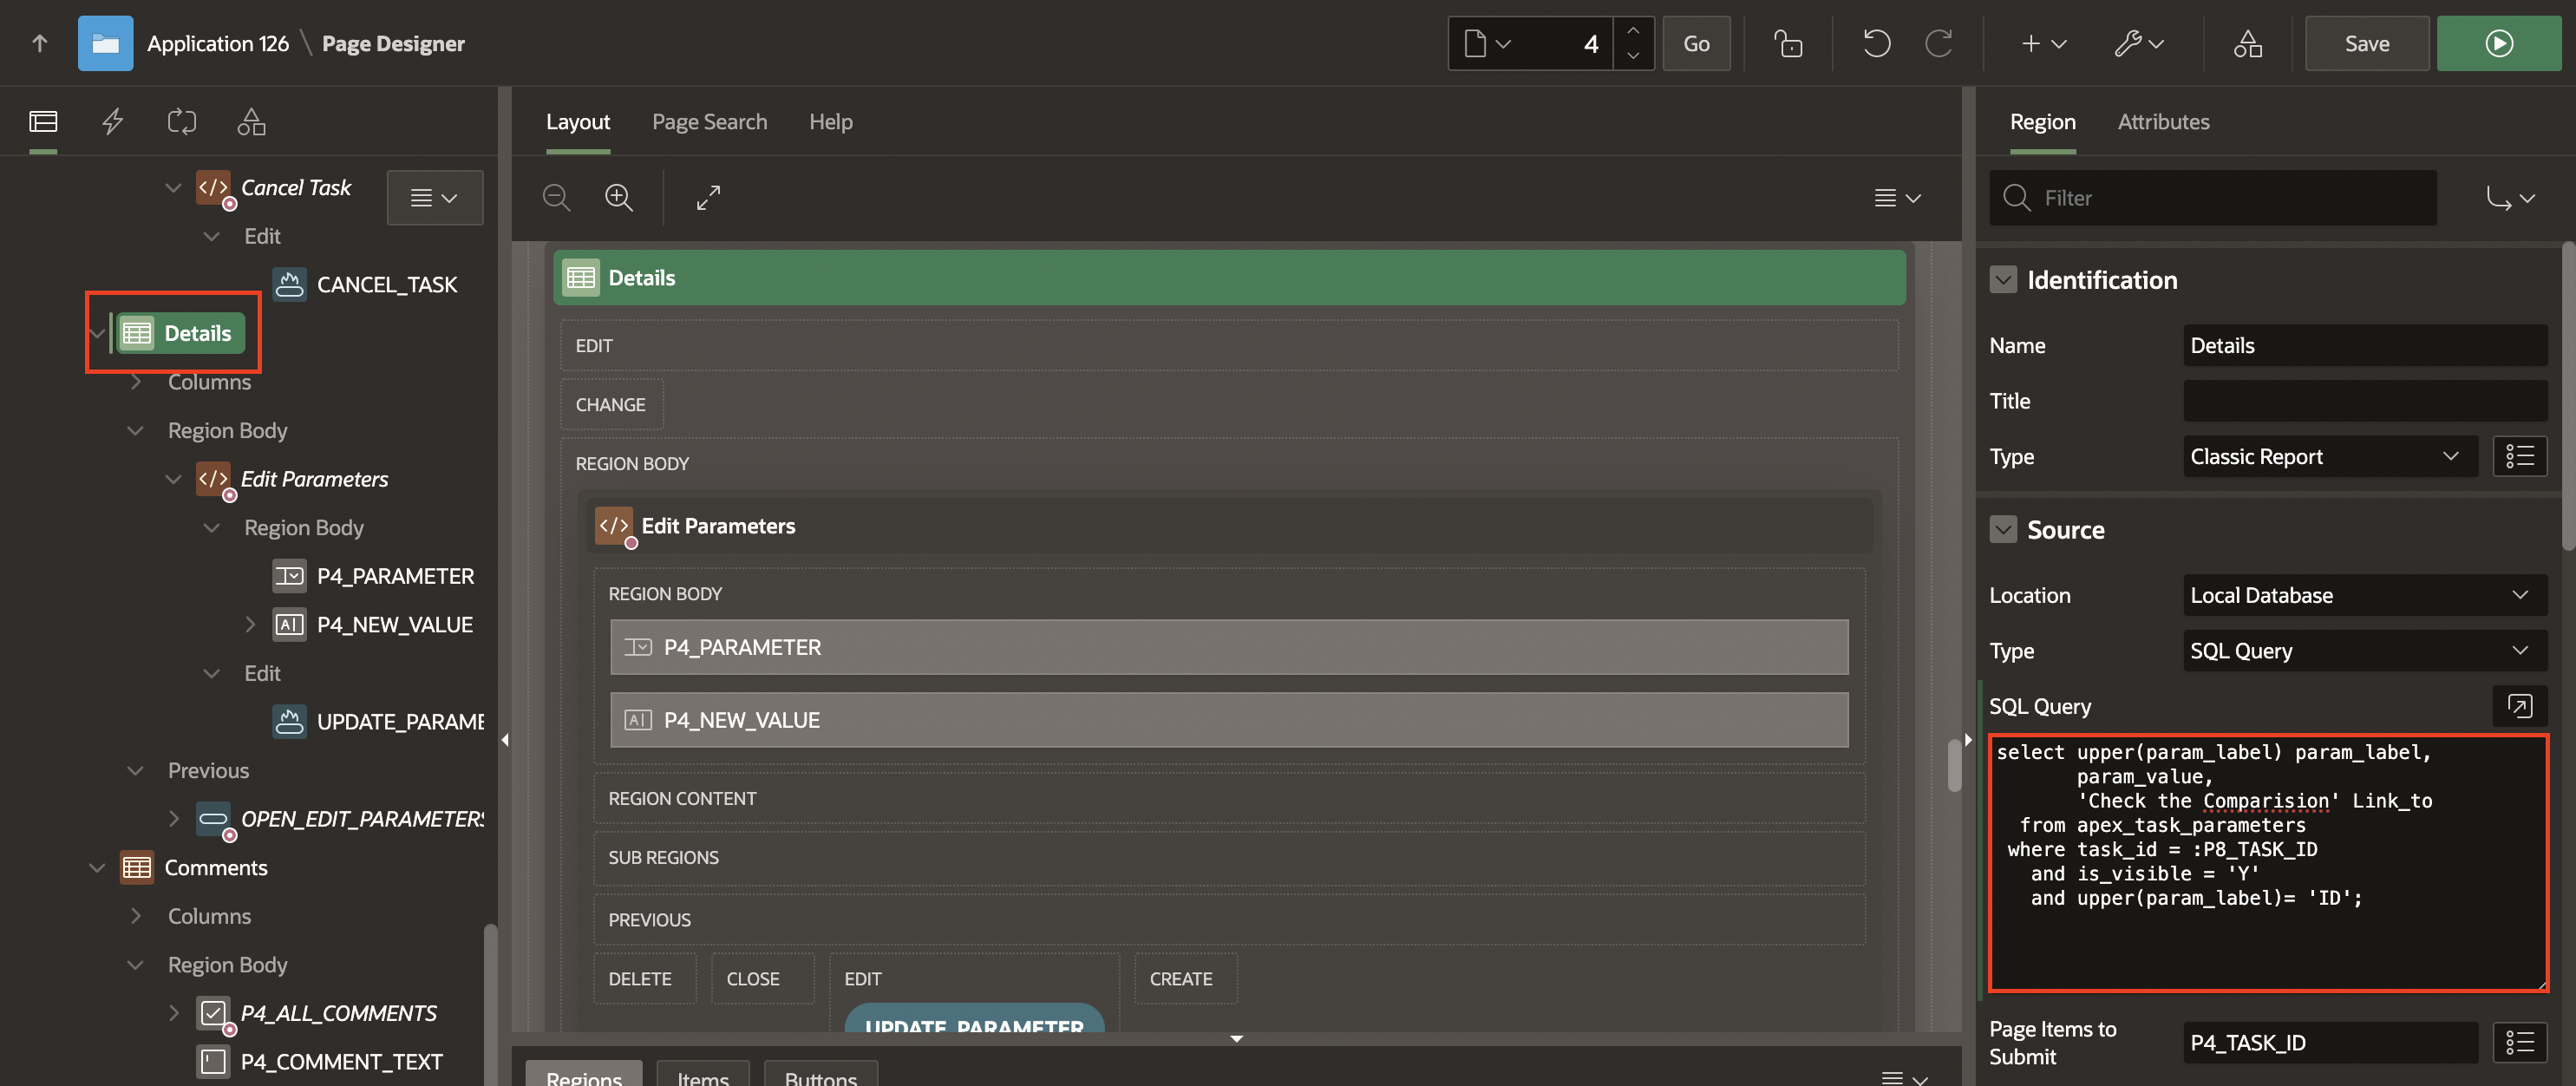 Application 126 \ Page Designer
4
Go
Save
Layout
Page Search
Help
Region
Attributes
Filter
Cancel Task
Edit
CANCEL_TASK
Details
Columns
Region Body
Edit Parameters
Region Body
P4_PARAMETER
P4_NEW_VALUE
Edit
UPDATE_PARAME
Previous
OPEN_EDIT_PARAMETERS
Comments
Columns
Region Body
P4_ALL_COMMENTS
P4_COMMENT_TEXT
Details
EDIT
CHANGE
REGION BODY
Edit Parameters
REGION BODY
P4_PARAMETER
P4_NEW_VALUE
REGION CONTENT
SUB REGIONS
PREVIOUS
DELETE
CLOSE
EDIT
CREATE
UPDATE_PARAMETER
Regions
Items
Buttons
Identification
Name
Details
Title
Type
Classic Report
Source
Location
Local Database
Type
SQL Query
SQL Query
select upper(param_label) param_label,
param_value,
'Check the Comparision' Link_to
from apex_task_parameters
where task_id = :P8_TASK_ID
and is_visible = 'Y'
and upper(param_label)= 'ID';
Page Items to
Submit
P4_TASK_ID